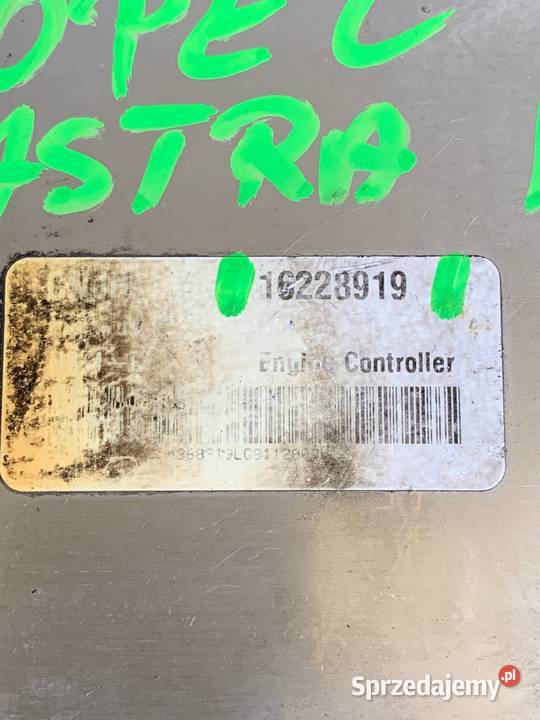 OPEL
ASTRA
16228919
Engine Controller
Sprzedajemy.pl